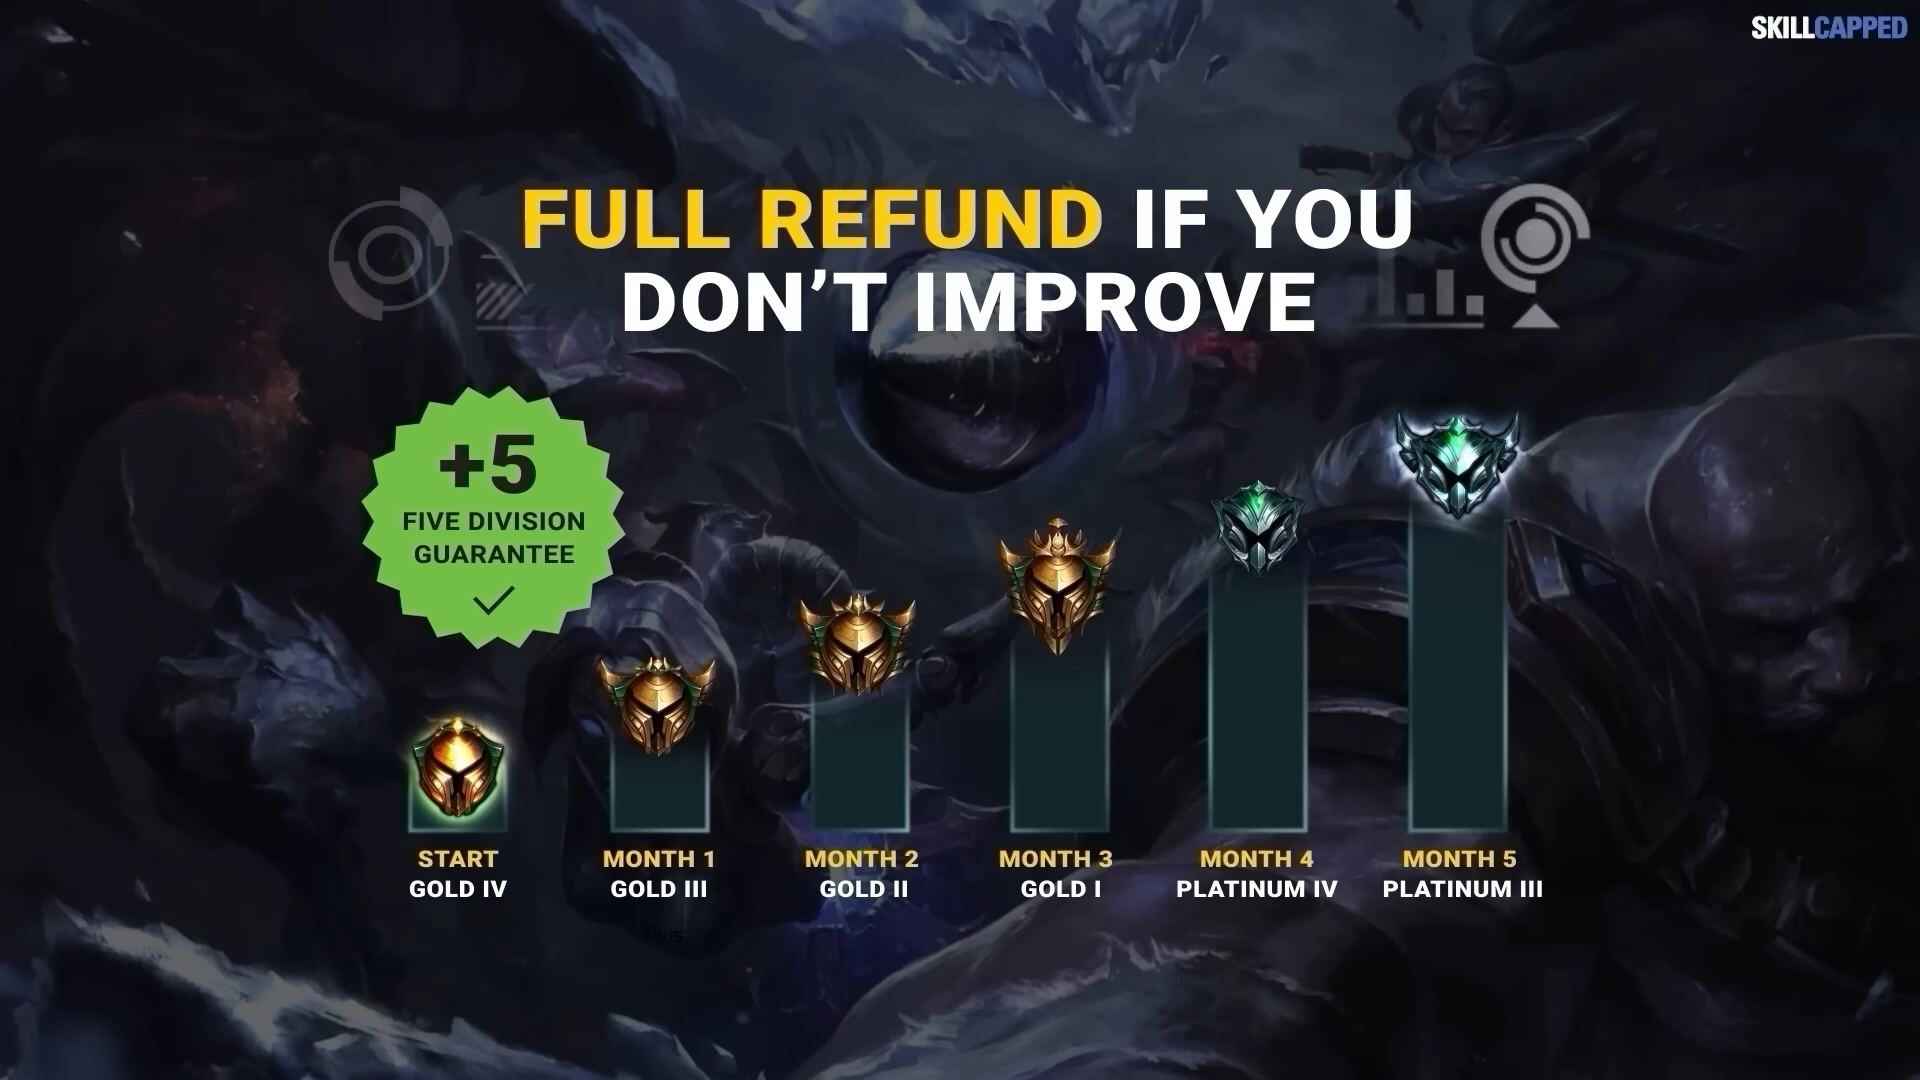 SKILLCAPPED
FULL REFUND IF YOU
DON'T IMPROVE
+5
FIVE DIVISION
GUARANTEE
START
GOLD IV
MONTH 1
GOLD III
MONTH 2
GOLD II
MONTH 3
GOLD I
MONTH 4
PLATINUM IV
MONTH 5
PLATINUM III